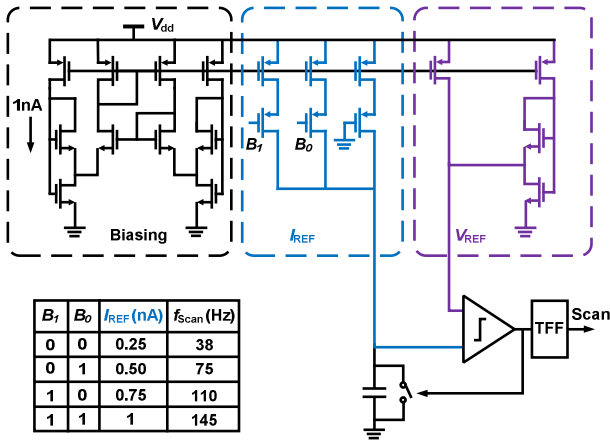 Vdd
1nA
B1 B0
Biasing IREF VREF
B1 B0 IREF (nA) fScan (Hz)
0 0 0.25 38
0 1 0.50 75
1 0 0.75 110
1 1 1 145
TFF Scan